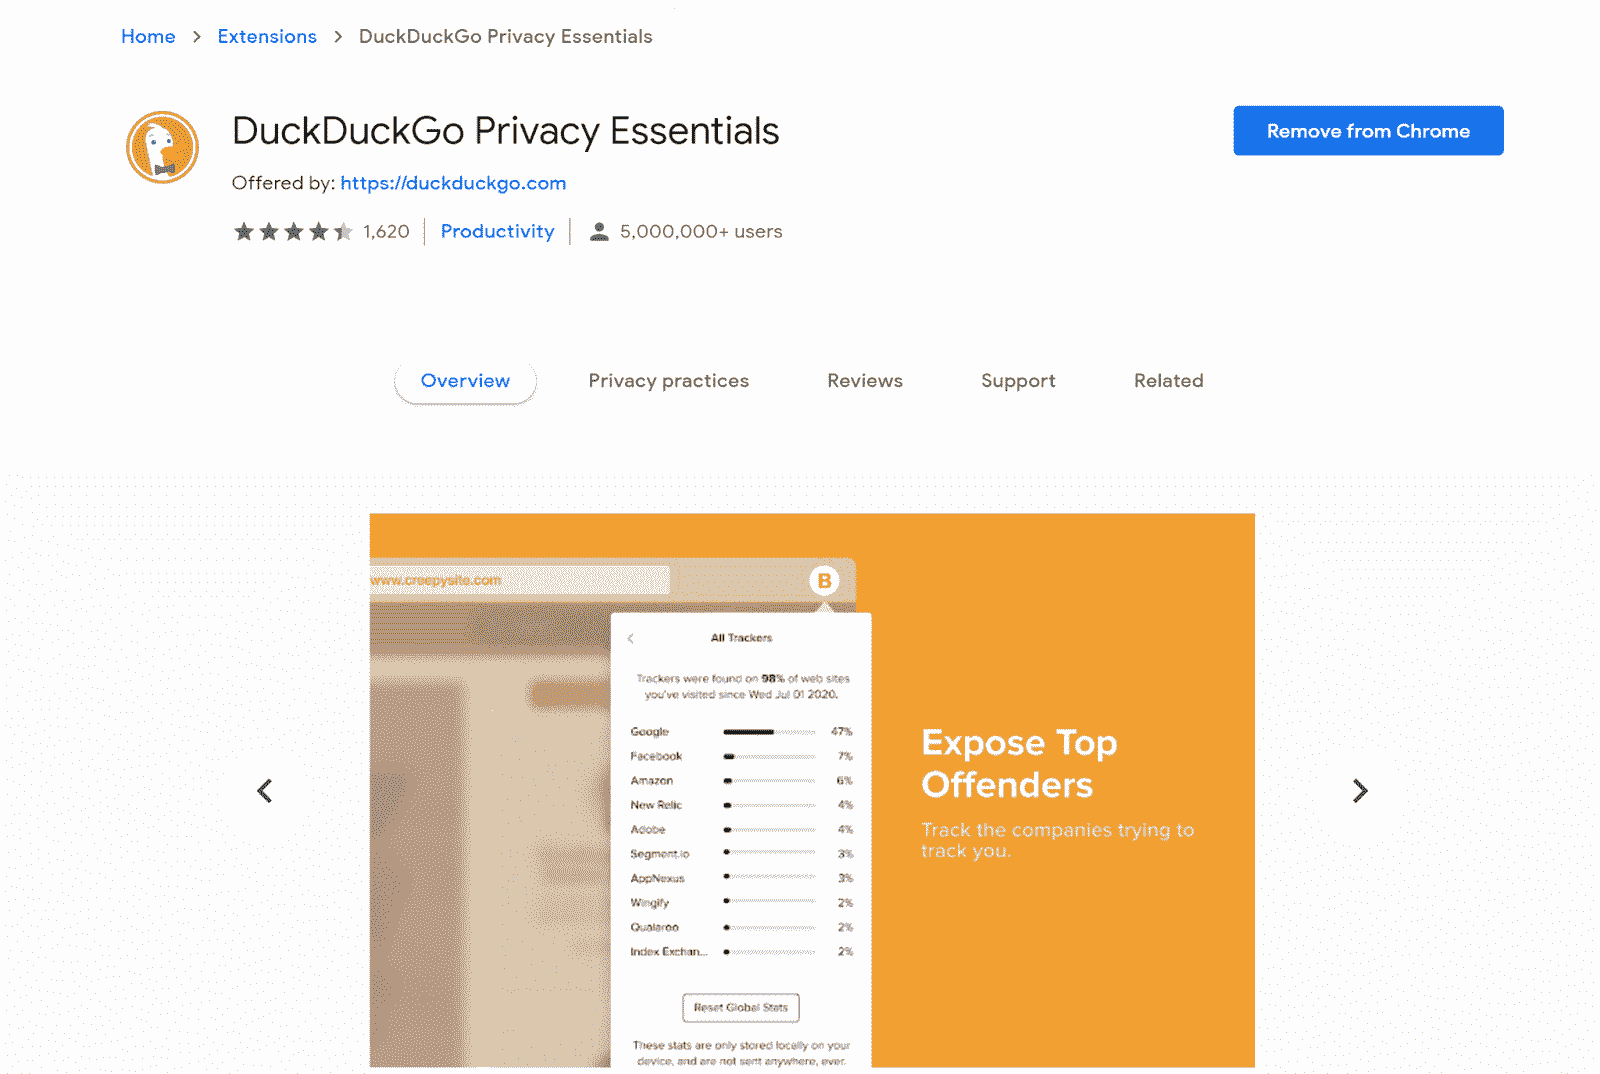 Home > Extensions > DuckDuckGo Privacy Essentials
DuckDuckGo Privacy Essentials
Remove from Chrome
Offered by: https://duckduckgo.com
1,620 Productivity 5,000,000+ users
Overview Privacy practices Reviews Support Related
www.creepysite.com
B
All Trackers
Trackers were found on 98% of web sites
you've visited since Wed Jul 01 2020.
Google 47%
Facebook 7%
Amazon 6%
New Relic 4%
Adobe 4%
Segment.io 3%
AppNexus 3%
Wingify 2%
Qualaroo 2%
Index Exchan... 2%
Reset Global Stats
These stats are only stored locally on your
device, and are not sent anywhere, ever.
Expose Top
Offenders
Track the companies trying to
track you.